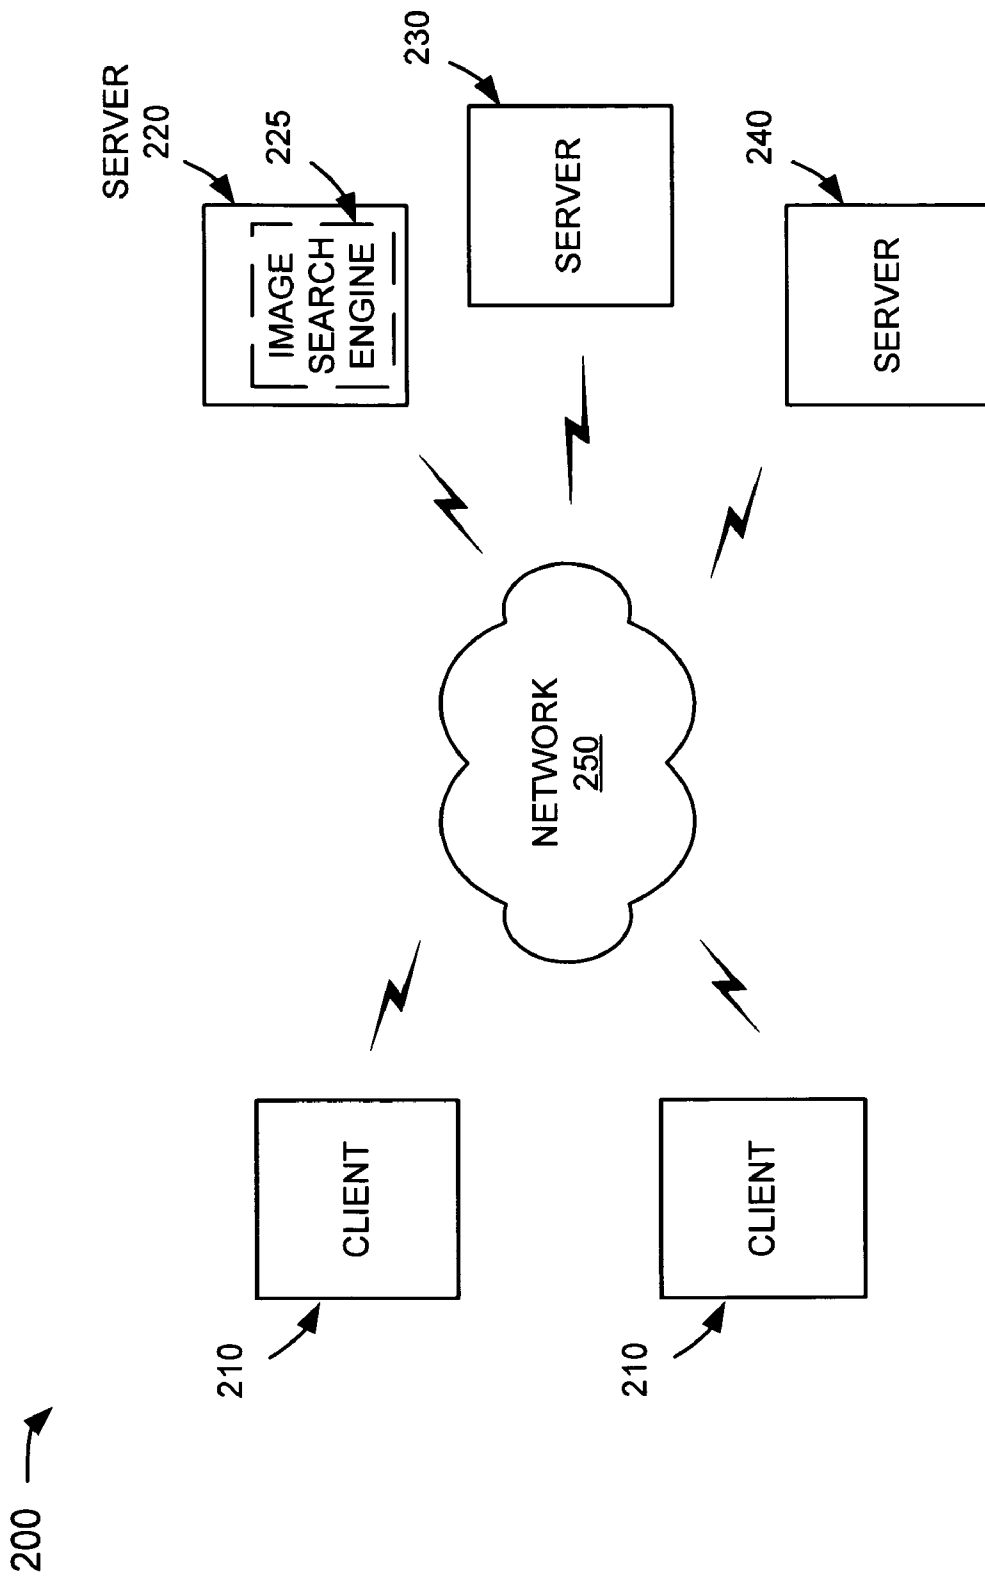 200
210
CLIENT
210
CLIENT
NETWORK
250
SERVER
220
225
IMAGE
SEARCH
ENGINE
230
SERVER
240
SERVER